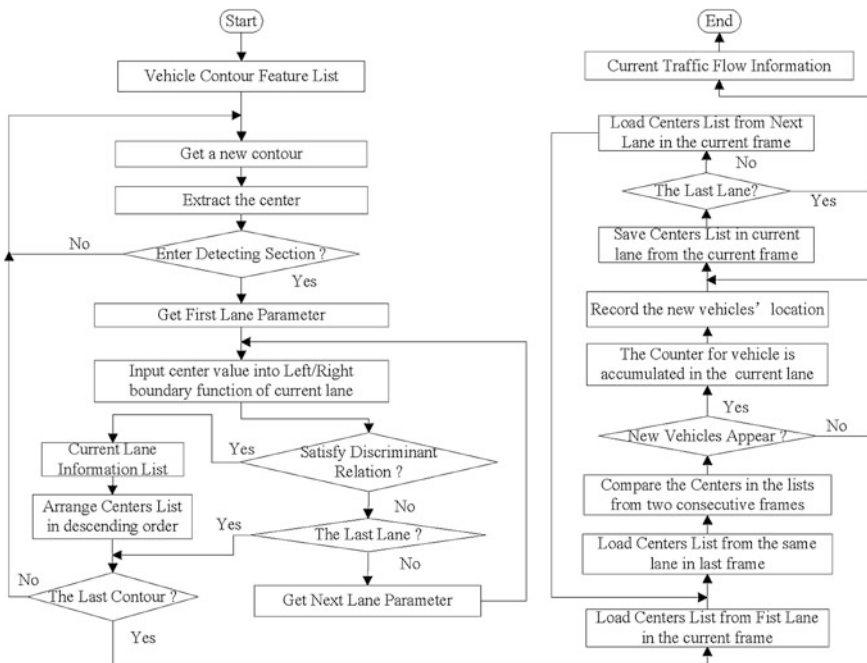 Start
Vehicle Contour Feature List
Get a new contour
Extract the center
No
Enter Detecting Section ?
Yes
Get First Lane Parameter
Input center value into Left/Right
boundary function of current lane
Yes
Current Lane
Information List
Satisfy Discriminant
Relation ?
Arrange Centers List
in descending order
No
Yes
The Last Lane ?
No
No
The Last Contour ?
Get Next Lane Parameter
Yes
End
Current Traffic Flow Information
Load Centers List from Next
Lane in the current frame
No
The Last Lane?
Yes
Save Centers List in current
lane from the current frame
Record the new vehicles' location
The Counter for vehicle is
accumulated in the current lane
Yes
New Vehicles Appear ?
No
Compare the Centers in the lists
from two consecutive frames
Load Centers List from the same
lane in last frame
Load Centers List from Fist Lane
in the current frame